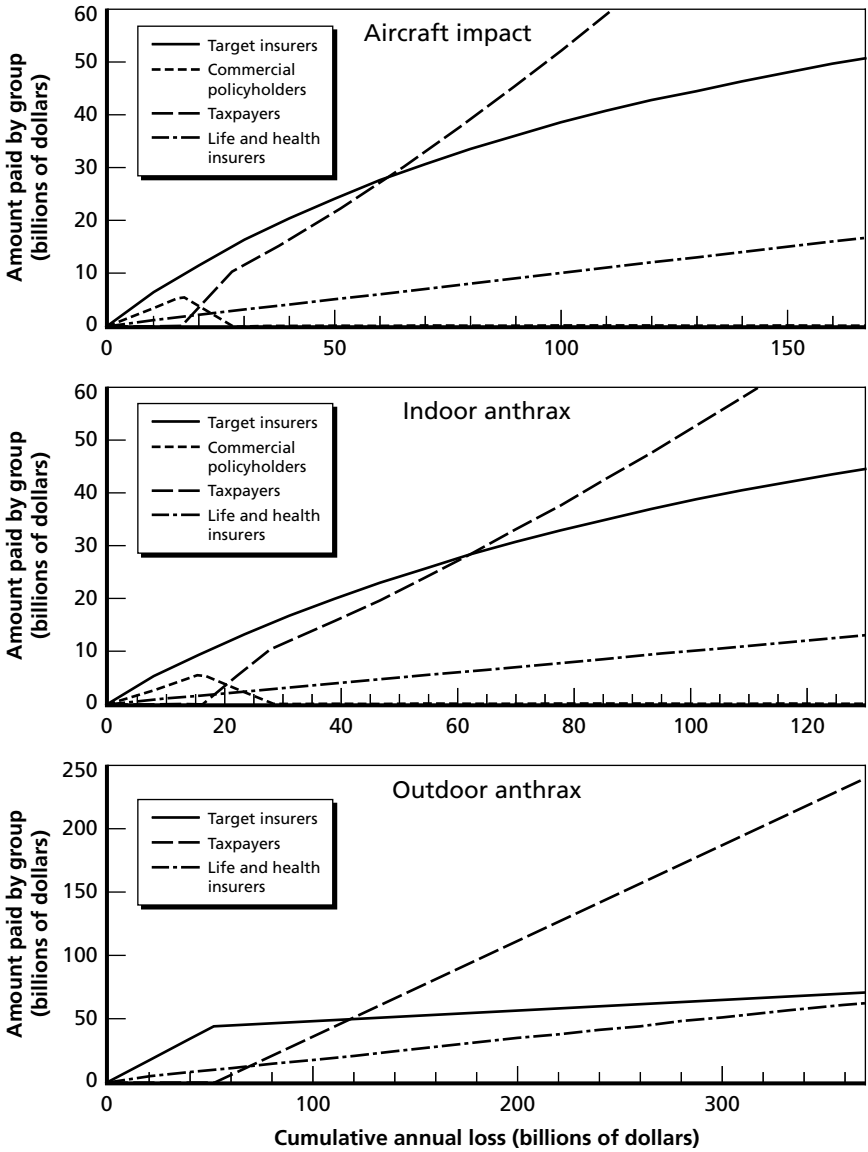 Aircraft impact
Target insurers
Commercial
policyholders
Taxpayers
Life and health
insurers
Amount paid by group
(billions of dollars)
60
50
40
30
20
10
0
0
50
100
150
Indoor anthrax
Target insurers
Commercial
policyholders
Taxpayers
Life and health
insurers
Amount paid by group
(billions of dollars)
60
50
40
30
20
10
0
0
20
40
60
80
100
120
Outdoor anthrax
Target insurers
Taxpayers
Life and health
insurers
Amount paid by group
(billions of dollars)
250
200
150
100
50
0
0
100
200
300
Cumulative annual loss (billions of dollars)